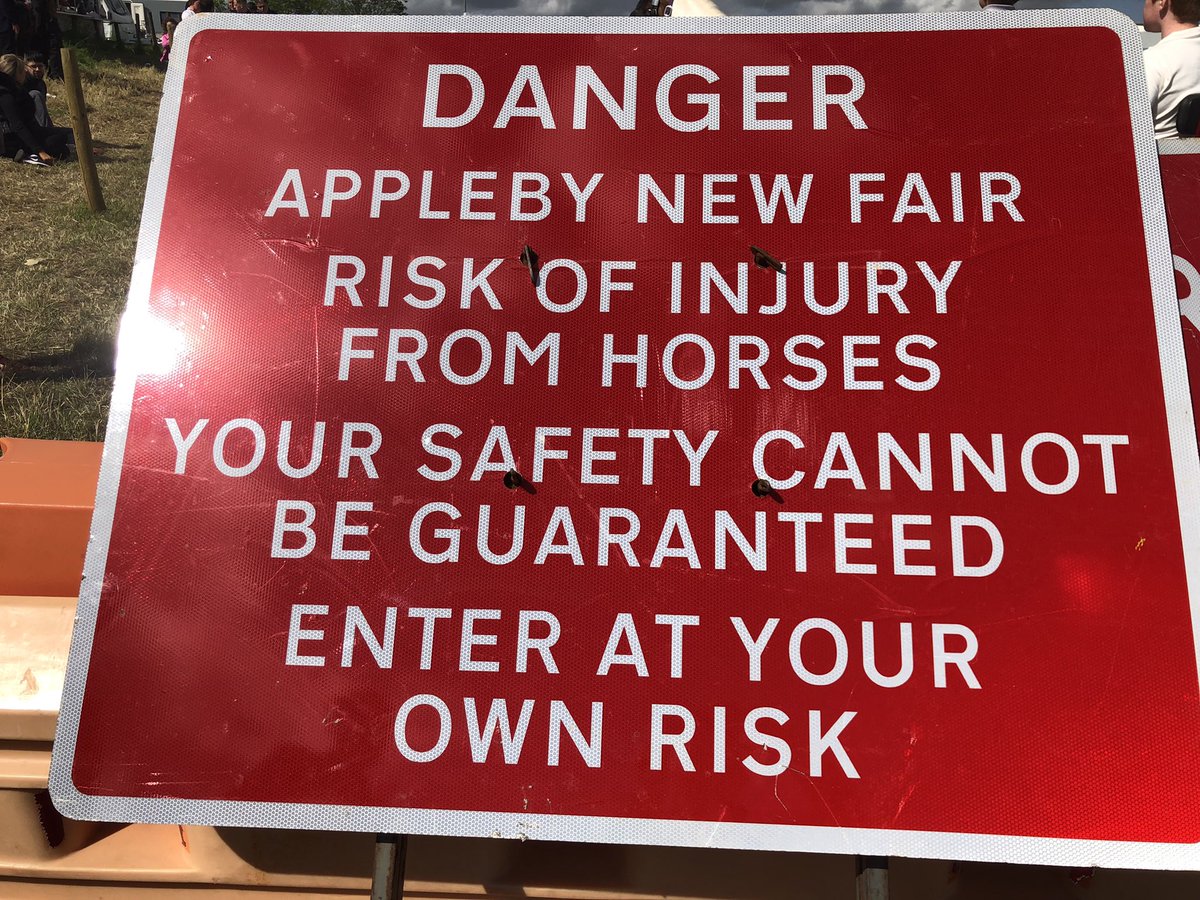 DANGER
APPLEBY NEW FAIR
RISK OF INJURY
FROM HORSES
YOUR SAFETY CANNOT
BE GUARANTEED
ENTER AT YOUR
OWN RISK